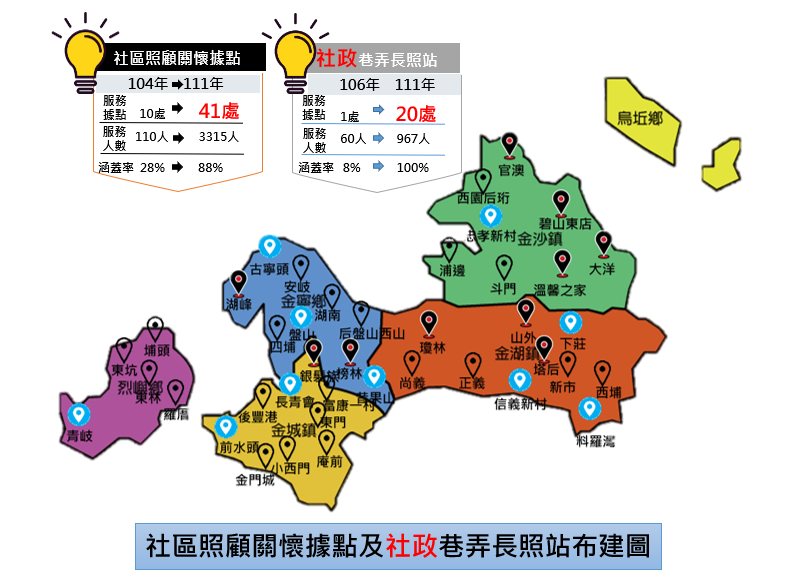 社區照顧關懷據點
104年➡111年
服務據點 10處 ➡ 41處
服務人數 110人 ➡ 3315人
涵蓋率 28% ➡ 88%
社政巷弄長照站
106年 111年
服務據點 1處 ➡ 20處
服務人數 60人 ➡ 967人
涵蓋率 8% ➡ 100%
烏坵鄉
官澳
西園后珩
碧山東店
忠孝新村
金沙鎮
浦邊
大洋
斗門
溫馨之家
古寧頭
安岐
金寧鄉
湖峰
湖南
盤山
后盤山西山
四埔
瓊林
山外
下莊
金湖鎮
榜林
塔后
尚義
正義
新市
西埔
信義新村
料羅灣
長青會
富康一村
後豐港
東門
金城鎮
前水頭
小西門
庵前
金門城
埔頭
東坑
烈嶼鄉
東林
羅厝
青岐
社區照顧關懷據點及社政巷弄長照站布建圖